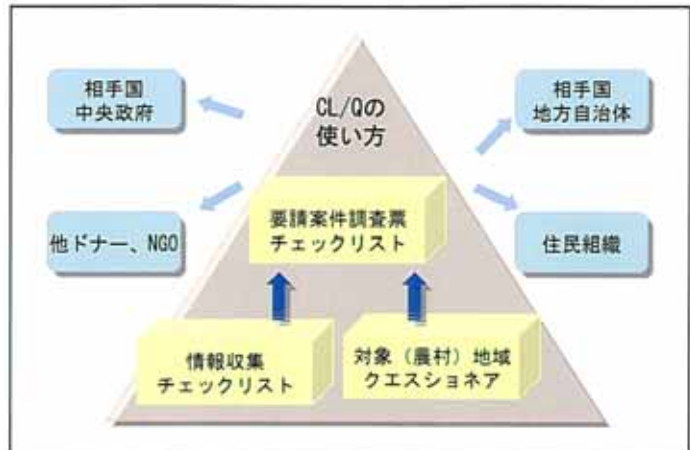 相手国
中央政府
CL/Qの
使い方
相手国
地方自治体
他ドナー、NGO
要請案件調査票
チェックリスト
住民組織
情報収集
チェックリスト
対象（農村）地域
クエスショネア